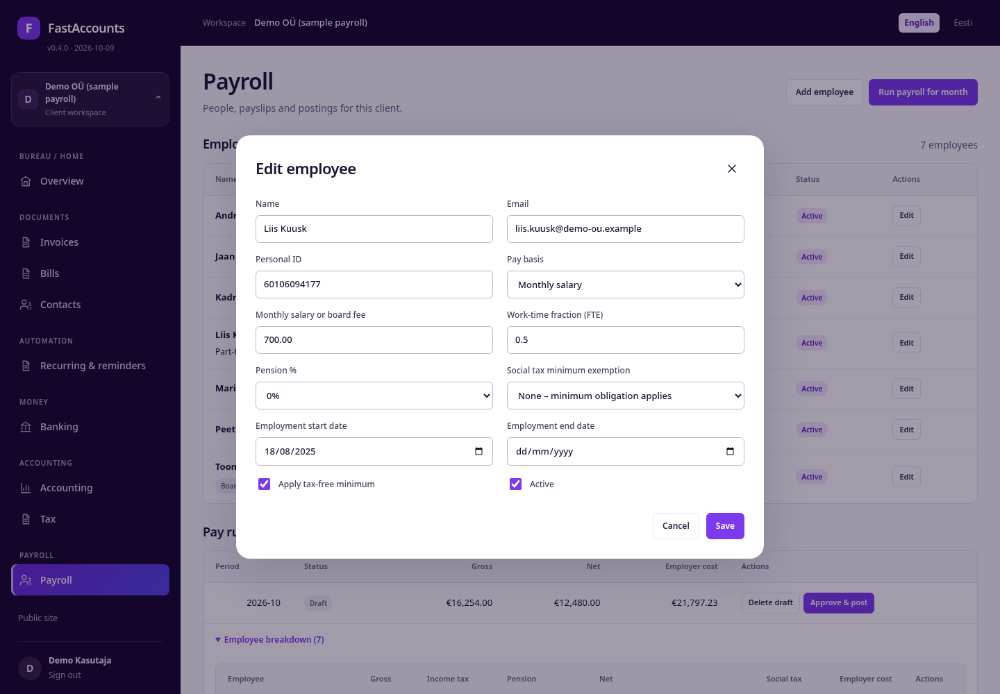 F FastAccounts
v0.4.0 · 2026-10-09
D
Demo OÜ (sample
payroll)
Client workspace
BUREAU / HOME
Overview
DOCUMENTS
Invoices
Bills
Contacts
AUTOMATION
Recurring & reminders
MONEY
Banking
ACCOUNTING
Accounting
Tax
PAYROLL
Payroll
Public site
D
Demo Kasutaja
Sign out
Workspace Demo OÜ (sample payroll)
English Eesti
Payroll
People, payslips and postings for this client.
Add employee Run payroll for month
7 employees
Name Status Actions
Active Edit
Jaan Active Edit
Active Edit
Liis Active Edit
Active Edit
Active Edit
Active Edit
Edit employee
Name Email
Liis Kuusk liis.kuusk@demo-ou.example
Personal ID Pay basis
60106094177 Monthly salary
Monthly salary or board fee Work-time fraction (FTE)
700.00 0.5
Pension % Social tax minimum exemption
0% None – minimum obligation applies
Employment start date Employment end date
18/08/2025 dd/mm/yyyy
Apply tax-free minimum Active
Cancel Save
Pay
Period Status Gross Net Employer cost Actions
2026-10 Draft €16,254.00 €12,480.00 €21,797.23 Delete draft Approve & post
▼ Employee breakdown (7)
Employee Gross Income tax Pension Net Social tax Employer cost Actions